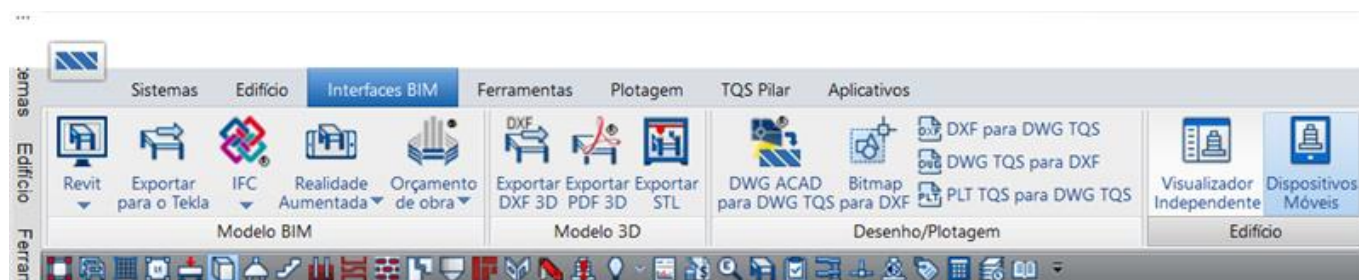 Sistemas Edifício Interfaces BIM Ferramentas Plotagem TQS Pilar Aplicativos
Revit
Exportar
para o Tekla
IFC
Realidade
Aumentada
Orçamento
de obra
Modelo BIM
DXF
Exportar
DXF 3D
Exportar
PDF 3D
Exportar
STL
Modelo 3D
DWG ACAD
para DWG TQS
Bitmap
para DXF
DXF para DWG TQS
DWG TQS para DXF
PLT TQS para DWG TQS
Desenho/Plotagem
Visualizador
Independente
Dispositivos
Móveis
Edifício
Edifício